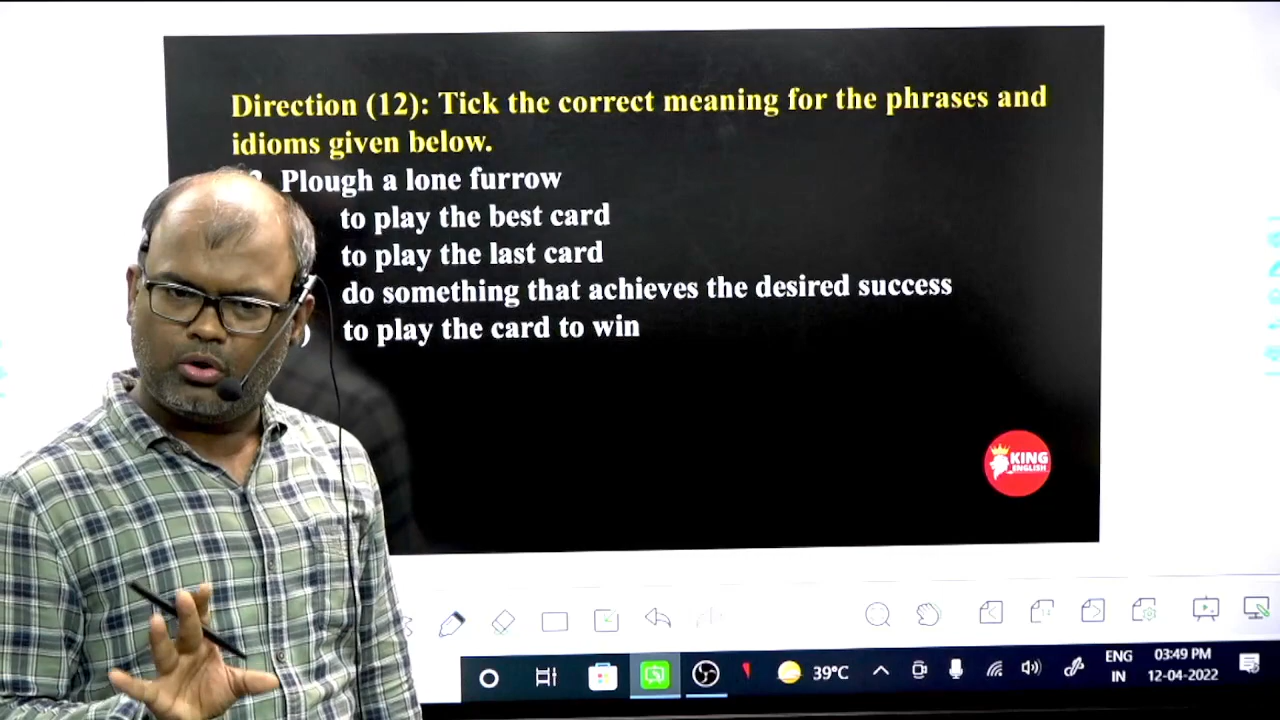 Direction (12): Tick the correct meaning for the phrases and
idioms given below.
Plough a lone furrow
to play the best card
to play the last card
do something that achieves the desired success
) to play the card to win
KING
ENGLISH
39°C
ENG
IN
03:49 PM
12-04-2022